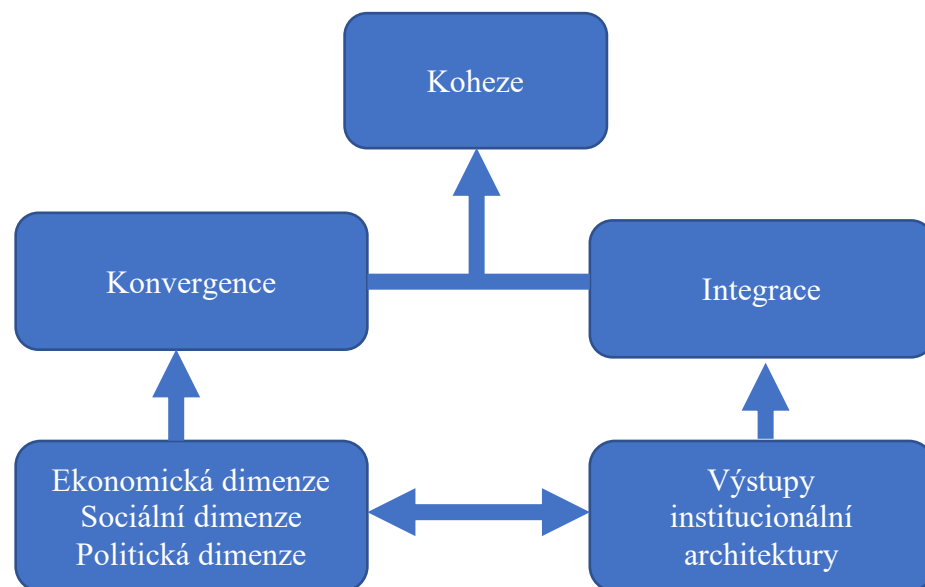 Koheze
Konvergence
Integrace
Ekonomická dimenze
Sociální dimenze
Politická dimenze
Výstupy
institucionální
architektury